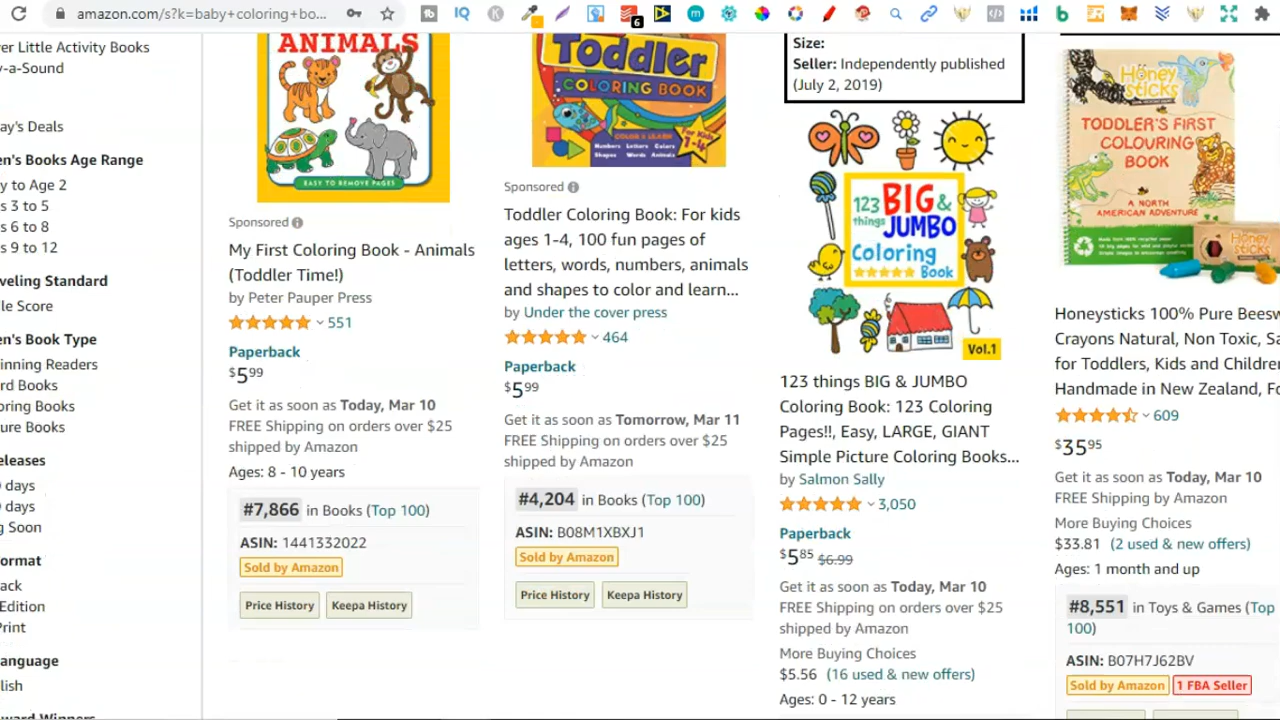 amazon.com/s?k=baby+coloring+bo...
6
er Little Activity Books
-a-Sound
ay's Deals
en's Books Age Range
y to Age 2
s 3 to 5
s 6 to 8
s 9 to 12
veling Standard
le Score
en's Book Type
inning Readers
rd Books
oring Books
ure Books
eleases
days
days
g Soon
ormat
ack
Edition
Print
anguage
lish
ward Winners
ANIMALS
EASY TO REMOVE PAGES
Sponsored
My First Coloring Book - Animals
(Toddler Time!)
by Peter Pauper Press
551
Paperback
$5.99
Get it as soon as Today, Mar 10
FREE Shipping on orders over $25
shipped by Amazon
Ages: 8 - 10 years
#7,866 in Books (Top 100)
ASIN: 1441332022
Sold by Amazon
Price History Keepa History
Toddler
COLORING BOOK
COLOR & LEARN
Numbers Letters Colors
Shapes Words Animals
For Kids
1-4
Sponsored
Toddler Coloring Book: For kids
ages 1-4, 100 fun pages of
letters, words, numbers, animals
and shapes to color and learn...
by Under the cover press
464
Paperback
$5.99
Get it as soon as Tomorrow, Mar 11
FREE Shipping on orders over $25
shipped by Amazon
#4,204 in Books (Top 100)
ASIN: B08M1XBXJ1
Sold by Amazon
Price History Keepa History
Size:
Seller: Independently published
(July 2, 2019)
123 BIG &
things JUMBO
Coloring
Book
Vol.1
123 things BIG & JUMBO
Coloring Book: 123 Coloring
Pages!!, Easy, LARGE, GIANT
Simple Picture Coloring Books...
by Salmon Sally
3,050
Paperback
$5.85 $6.99
Get it as soon as Today, Mar 10
FREE Shipping on orders over $25
shipped by Amazon
More Buying Choices
$5.56 (16 used & new offers)
Ages: 0 - 12 years
Honey
sticks
TODDLER'S FIRST
COLOURING
BOOK
A NORTH
AMERICAN ADVENTURE
Honeysticks 100% Pure Beesw
Crayons Natural, Non Toxic, Sa
for Toddlers, Kids and Children
Handmade in New Zealand, Fo
609
$35.95
Get it as soon as Today, Mar 10
FREE Shipping by Amazon
More Buying Choices
$33.81 (2 used & new offers)
Ages: 1 month and up
#8,551 in Toys & Games (Top
100)
ASIN: B07H7J62BV
Sold by Amazon 1 FBA Seller